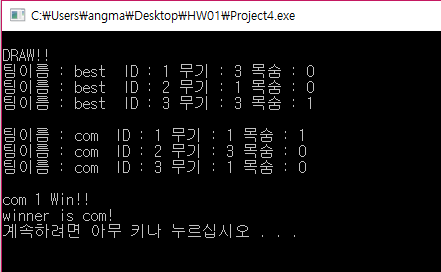 C:₩Users₩angma₩Desktop₩HW01₩Project4.exe
DRAW!!
팀이름 : best  ID : 1 무기 : 3 목숨 : 0
팀이름 : best  ID : 2 무기 : 1 목숨 : 0
팀이름 : best  ID : 3 무기 : 3 목숨 : 1
팀이름 : com  ID : 1 무기 : 1 목숨 : 1
팀이름 : com  ID : 2 무기 : 3 목숨 : 0
팀이름 : com  ID : 3 무기 : 1 목숨 : 0
com 1 Win!!
winner is com!
계속하려면 아무 키나 누르십시오 . . .